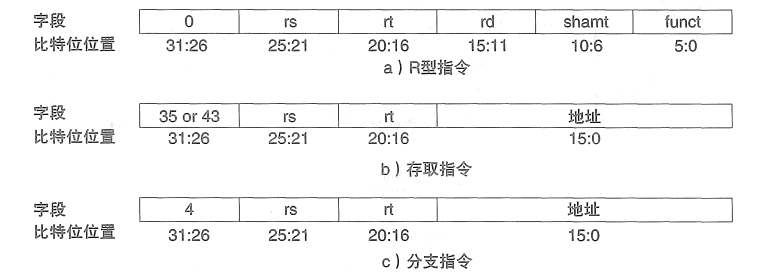 字段 0 rs rt rd shamt funct
比特位位置 31:26 25:21 20:16 15:11 10:6 5:0
a）R型指令
字段 35 or 43 rs rt 地址
比特位位置 31:26 25:21 20:16 15:0
b）存取指令
字段 4 rs rt 地址
比特位位置 31:26 25:21 20:16 15:0
c）分支指令